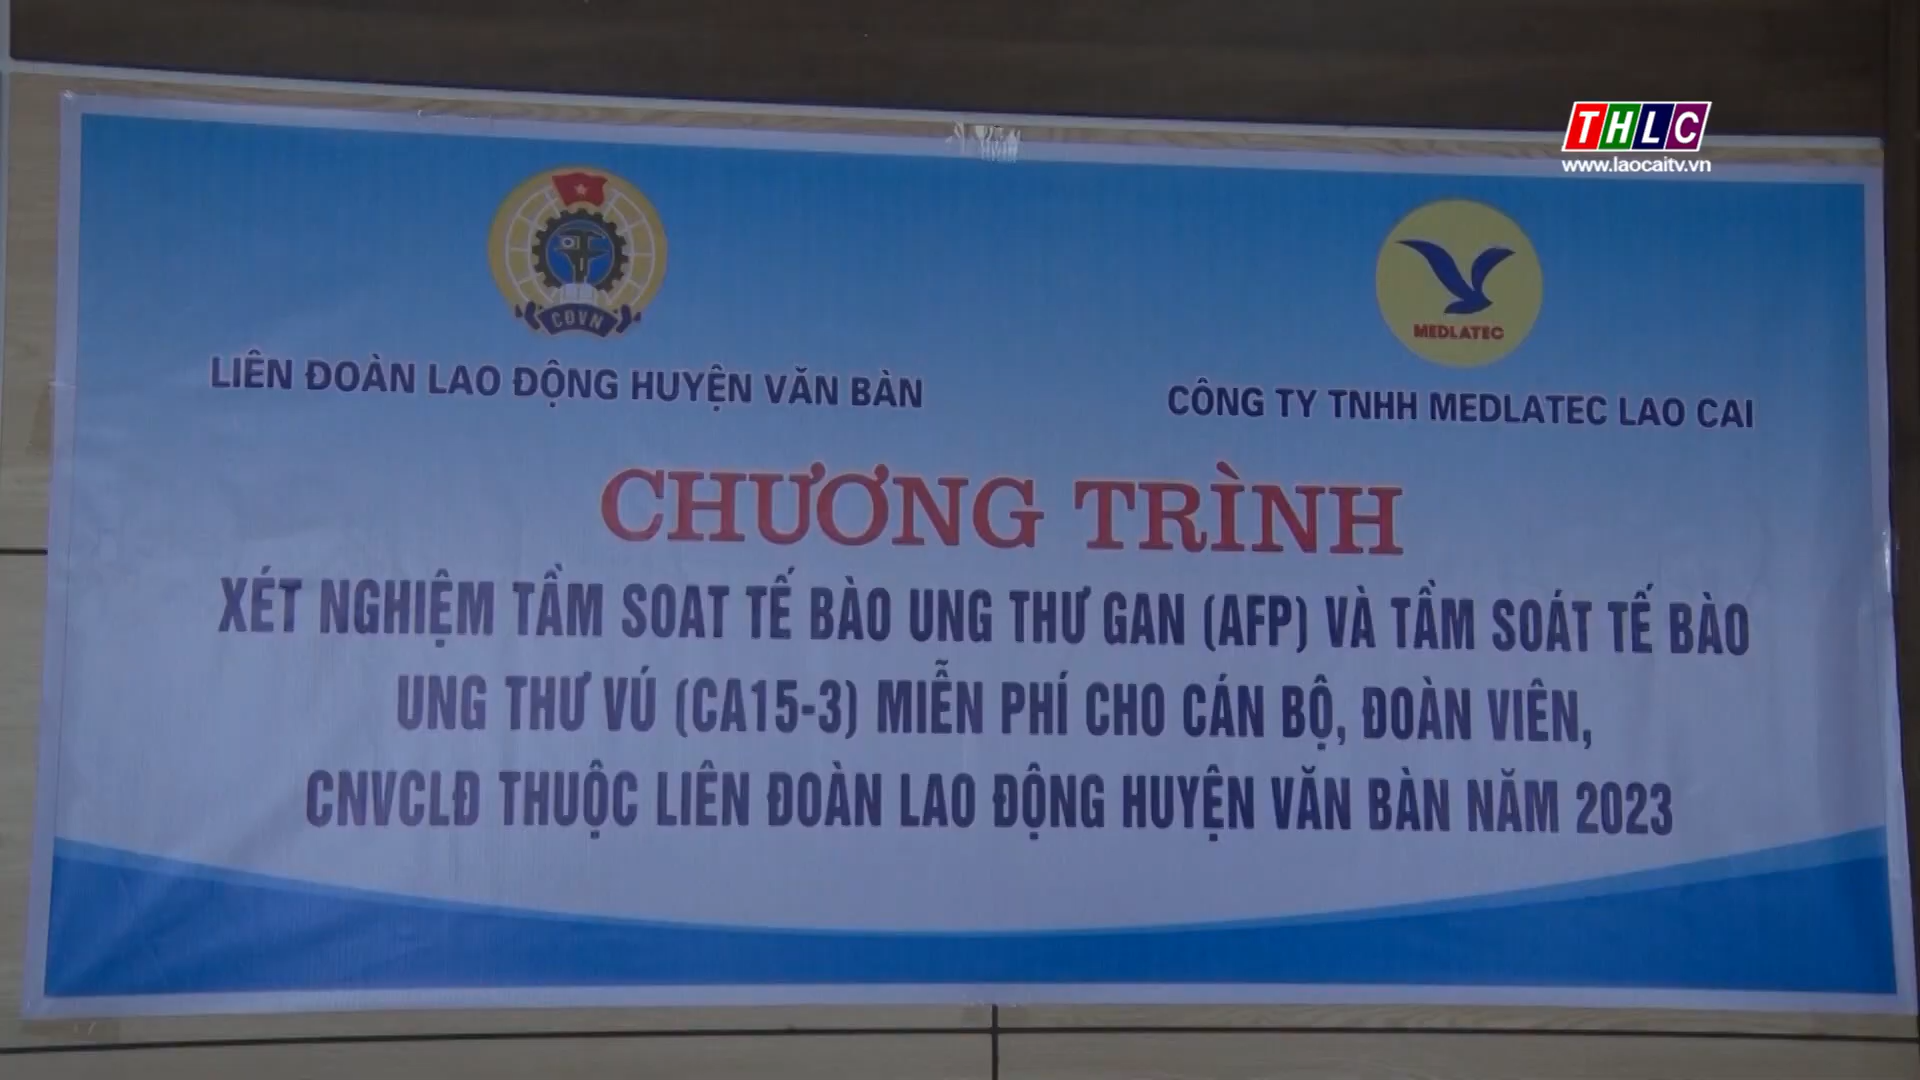 THLC
www.laocaitv.vn
CĐVN
MEDLATEC
LIÊN ĐOÀN LAO ĐỘNG HUYỆN VĂN BÀN
CÔNG TY TNHH MEDLATEC LAO CAI
CHƯƠNG TRÌNH
XÉT NGHIỆM TẦM SOAT TẾ BÀO UNG THƯ GAN (AFP) VÀ TẦM SOÁT TẾ BÀO
UNG THƯ VÚ (CA15-3) MIỄN PHÍ CHO CÁN BỘ, ĐOÀN VIÊN,
CNVCLĐ THUỘC LIÊN ĐOÀN LAO ĐỘNG HUYỆN VĂN BÀN NĂM 2023